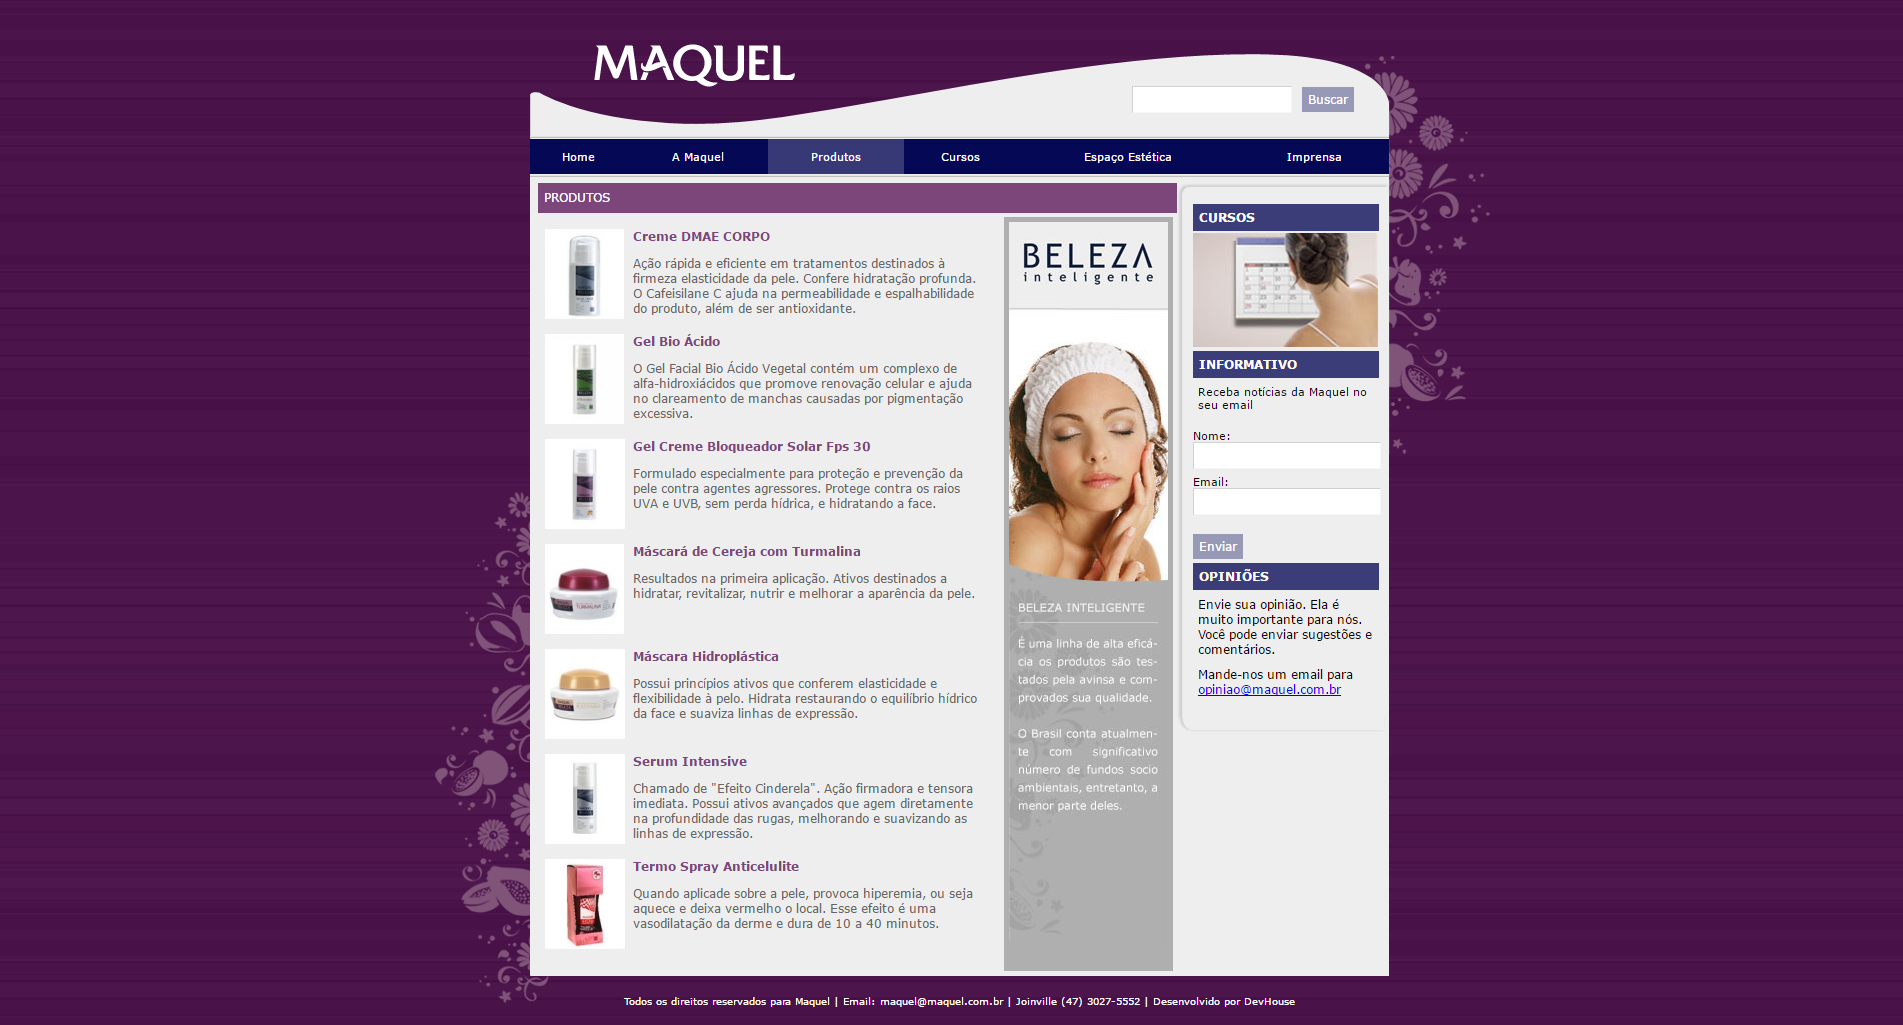 MAQUEL
Buscar
Home
A Maquel
Produtos
Cursos
Espaço Estética
Imprensa
PRODUTOS
Creme DMAE CORPO
Ação rápida e eficiente em tratamentos destinados à
firmeza elasticidade da pele. Confere hidratação profunda.
O Cafeisilane C ajuda na permeabilidade e espalhabilidade
do produto, além de ser antioxidante.
Gel Bio Ácido
O Gel Facial Bio Ácido Vegetal contém um complexo de
alfa-hidroxiácidos que promove renovação celular e ajuda
no clareamento de manchas causadas por pigmentação
excessiva.
Gel Creme Bloqueador Solar Fps 30
Formulado especialmente para proteção e prevenção da
pele contra agentes agressores. Protege contra os raios
UVA e UVB, sem perda hídrica, e hidratando a face.
Máscará de Cereja com Turmalina
Resultados na primeira aplicação. Ativos destinados a
hidratar, revitalizar, nutrir e melhorar a aparência da pele.
Máscara Hidroplástica
Possui princípios ativos que conferem elasticidade e
flexibilidade à pelo. Hidrata restaurando o equilíbrio hídrico
da face e suaviza linhas de expressão.
Serum Intensive
Chamado de "Efeito Cinderela". Ação firmadora e tensora
imediata. Possui ativos avançados que agem diretamente
na profundidade das rugas, melhorando e suavizando as
linhas de expressão.
Termo Spray Anticelulite
Quando aplicade sobre a pele, provoca hiperemia, ou seja
aquece e deixa vermelho o local. Esse efeito é uma
vasodilatação da derme e dura de 10 a 40 minutos.
BELEZA
inteligente
BELEZA INTELIGENTE
É uma linha de alta eficá-
cia os produtos são tes-
tados pela avinsa e com-
provados sua qualidade.
O Brasil conta atualmen-
te com significativo
número de fundos socio
ambientais, entretanto, a
menor parte deles.
CURSOS
INFORMATIVO
Receba notícias da Maquel no
seu email
Nome:
Email:
Enviar
OPINIÕES
Envie sua opinião. Ela é
muito importante para nós.
Você pode enviar sugestões e
comentários.
Mande-nos um email para
opiniao@maquel.com.br
Todos os direitos reservados para Maquel | Email: maquel@maquel.com.br | Joinville (47) 3027-5552 | Desenvolvido por DevHouse